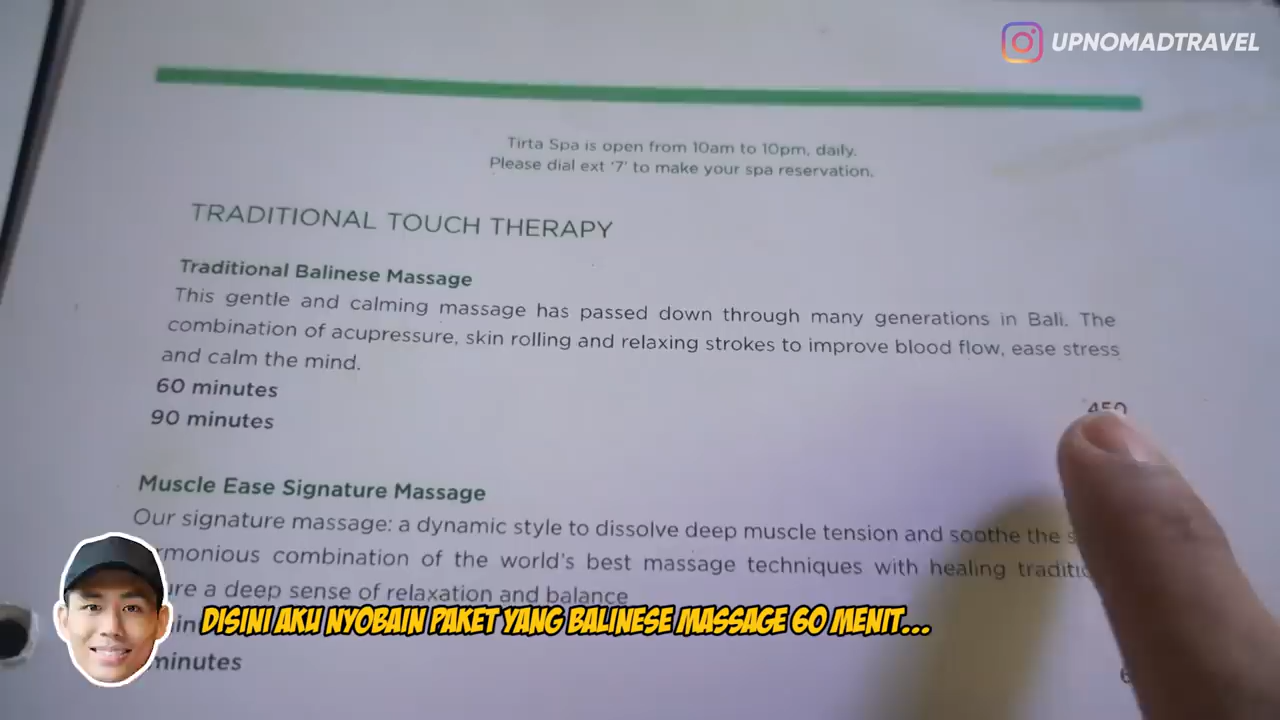 UPNOMADTRAVEL
Tirta Spa is open from 10am to 10pm, daily.
Please dial ext '7' to make your spa reservation.
TRADITIONAL TOUCH THERAPY
Traditional Balinese Massage
This gentle and calming massage has passed down through many generations in Bali. The
combination of acupressure, skin rolling and relaxing strokes to improve blood flow, ease stress
and calm the mind.
60 minutes 450
90 minutes
Muscle Ease Signature Massage
Our signature massage: a dynamic style to dissolve deep muscle tension and soothe the
combination of the world's best massage techniques with healing
a deep sense of relaxation and balance
DISINI AKU NYOBAIN PAKET YANG BALINESE MASSAGE 60 MENIT...
minutes